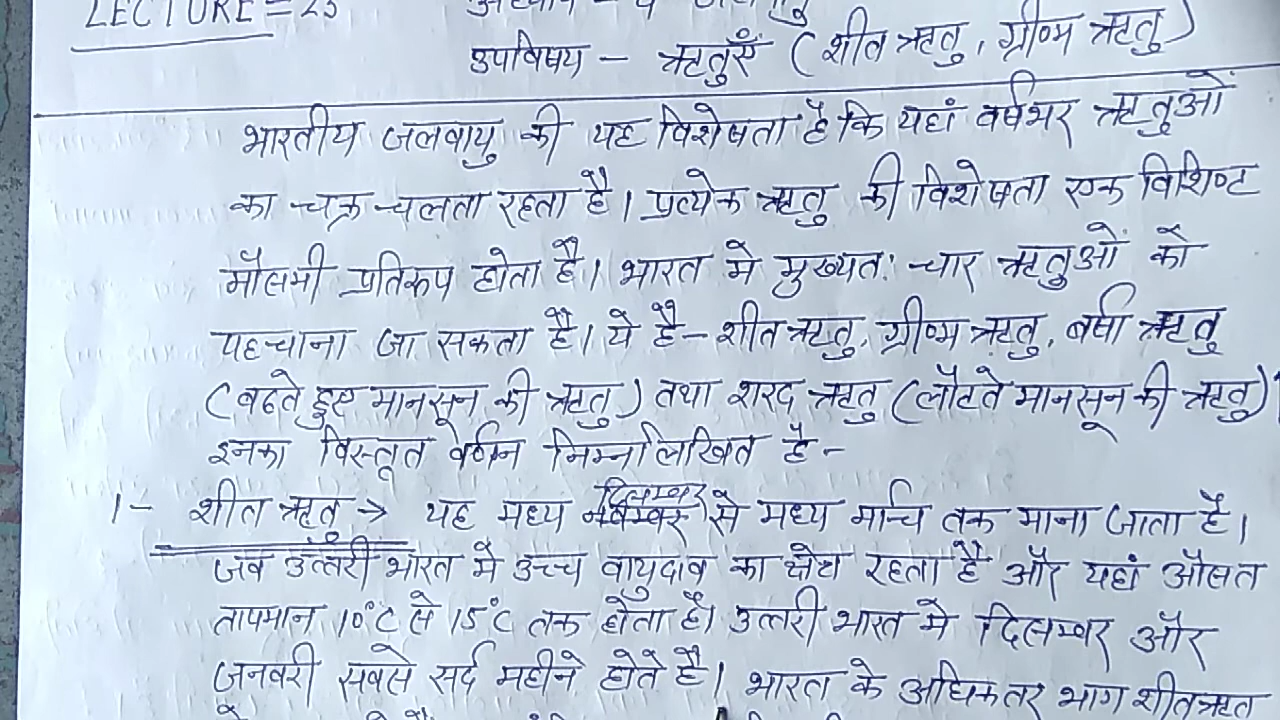 LECTURE = 23
उपविषय - ऋतुएँ (शीत ऋतु, ग्रीष्म ऋतु)
भारतीय जलवायु की यह विशेषता है कि यहां वर्षभर ऋतुओं
का चक्र चलता रहता है। प्रत्येक ऋतु की विशेषता एक विशिष्ट
मौसमी प्रतिरूप होता है। भारत मे मुख्यत: चार ऋतुओं को
पहचाना जा सकता है। ये है - शीत ऋतु, ग्रीष्म ऋतु, वर्षा ऋतु
(बढते हुए मानसून की ऋतु) तथा शरद ऋतु (लौटते मानसून की ऋतु)
इनका विस्तृत वर्णन निम्नलिखित है -
1- शीत ऋतु → यह मध्य दिसम्बर से मध्य मार्च तक माना जाता है।
जब उत्तरी भारत मे उच्च वायुदाब का क्षेत्र रहता है और यहां औसत
तापमान 10°C से 15°C तक होता है। उत्तरी भारत मे दिसम्बर और
जनवरी सबसे सर्द महीने होते है। भारत के अधिकतर भाग शीतऋतु